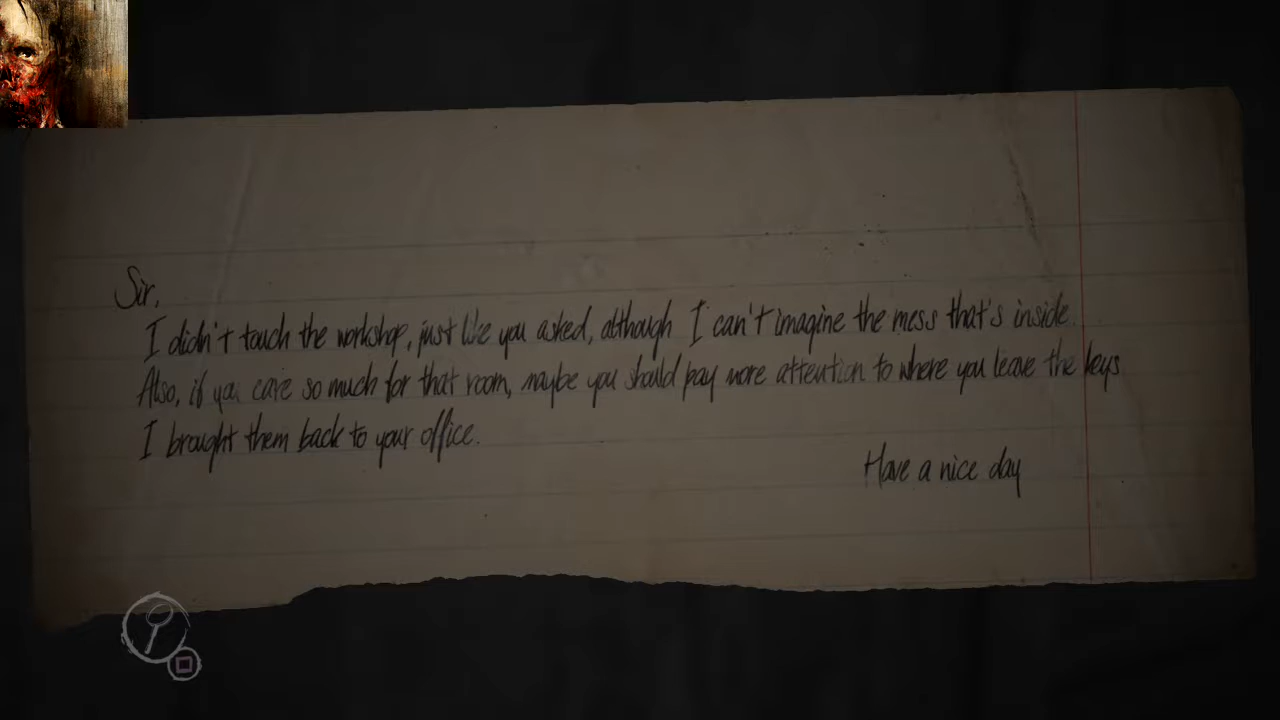 Sir,
I didn't touch the workshop, just like you asked, although I can't imagine the mess that's inside.
Also, if you care so much for that room, maybe you should pay more attention to where you leave the keys
I brought them back to your office.
Have a nice day